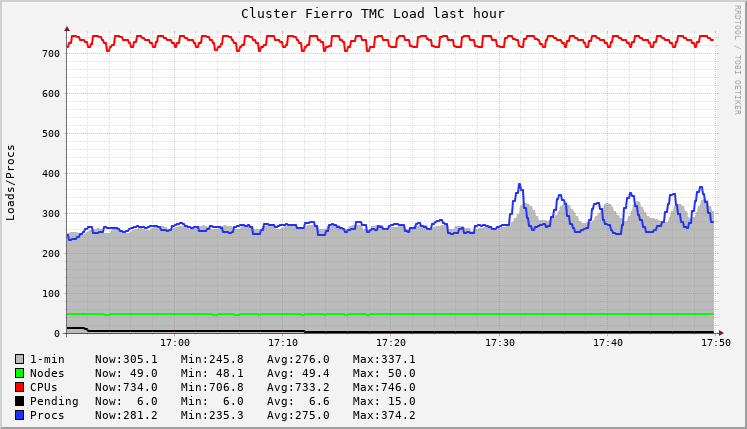 Cluster Fierro TMC Load last hour
RRDTOOL / TOBI OETIKER
Loads/Procs
700
600
500
400
300
200
100
0
17:00 17:10 17:20 17:30 17:40 17:50
1-min Now:305.1 Min:245.8 Avg:276.0 Max:337.1
Nodes Now: 49.0 Min: 48.1 Avg: 49.4 Max: 50.0
CPUs Now:734.0 Min:706.8 Avg:733.2 Max:746.0
Pending Now: 6.0 Min: 6.0 Avg: 6.6 Max: 15.0
Procs Now:281.2 Min:235.3 Avg:275.0 Max:374.2